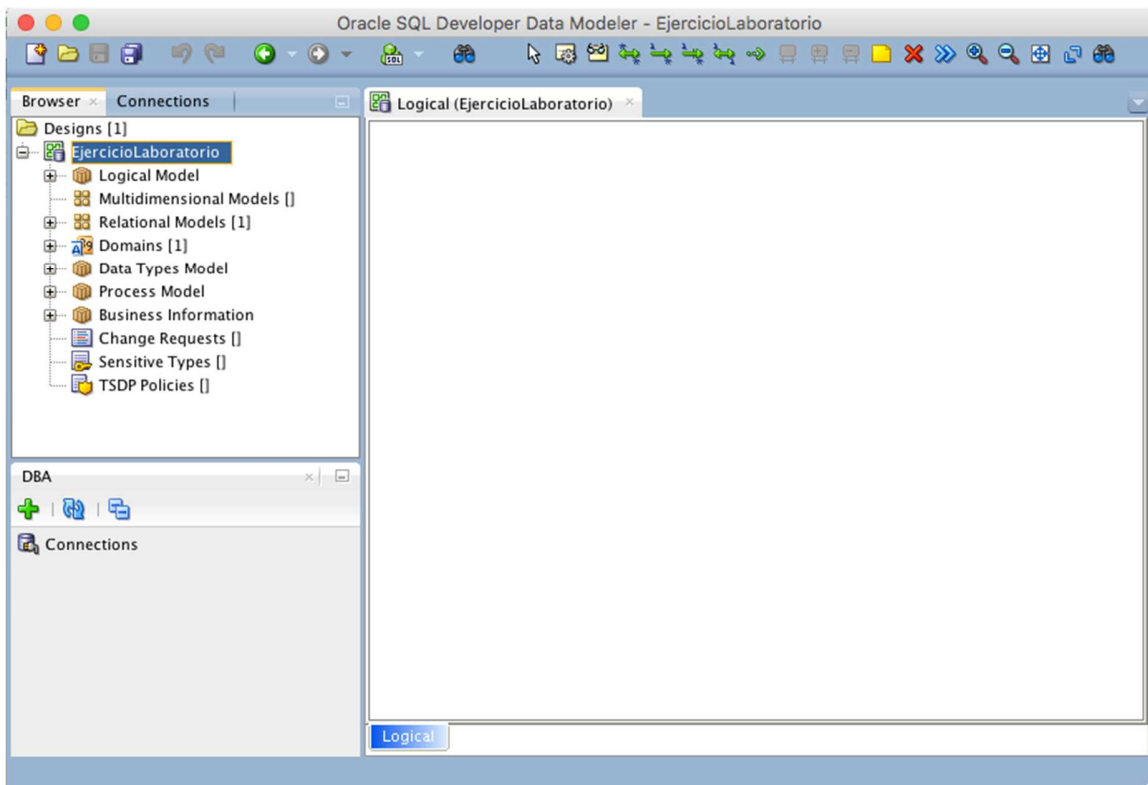 Oracle SQL Developer Data Modeler - EjercicioLaboratorio
SQL
Browser
Connections
Designs [1]
EjercicioLaboratorio
Logical Model
Multidimensional Models []
Relational Models [1]
Domains [1]
Data Types Model
Process Model
Business Information
Change Requests []
Sensitive Types []
TSDP Policies []
DBA
Connections
Logical (EjercicioLaboratorio)
Logical